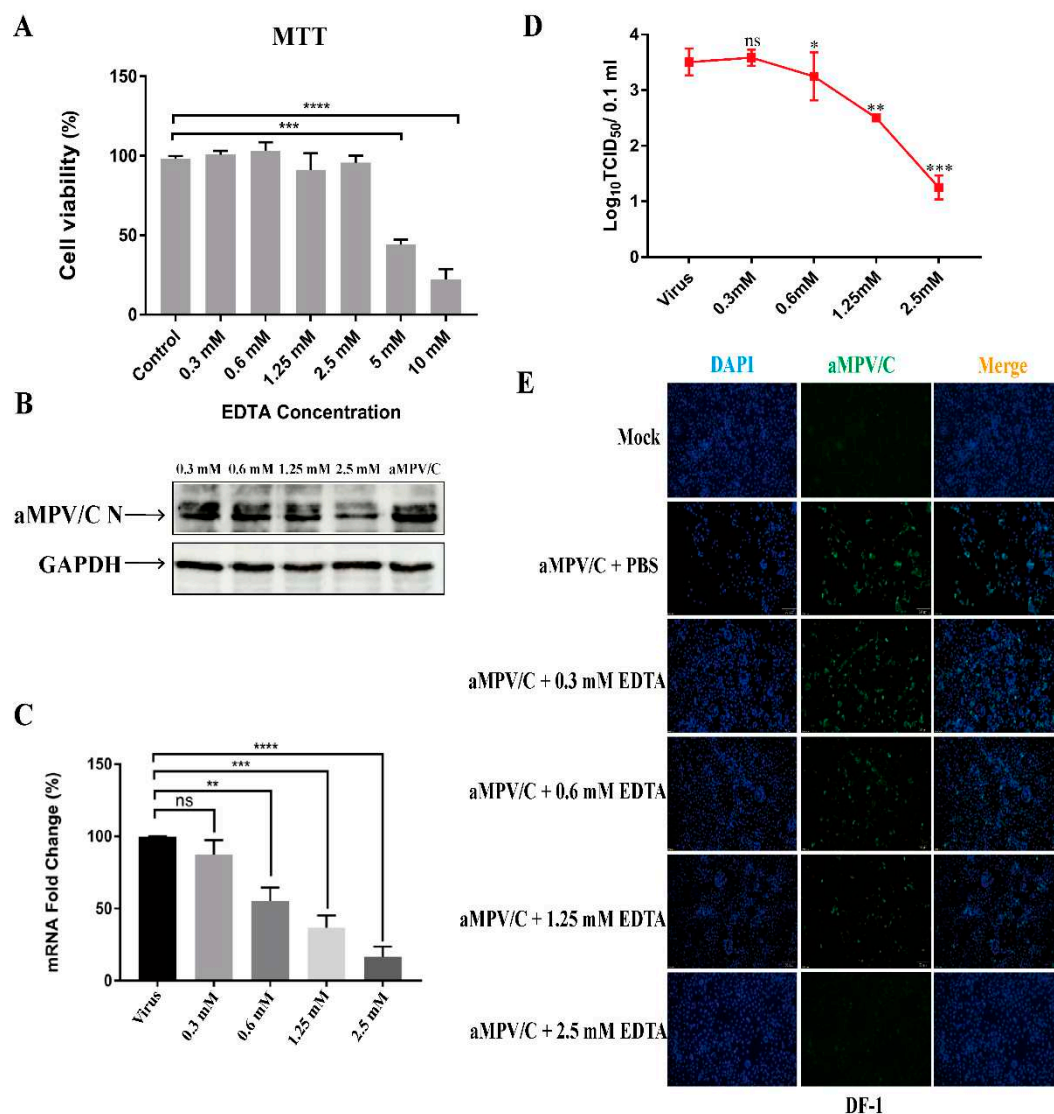 A
MTT
Cell viability (%)
150
100
50
0
****
***
Control
0.3 mM
0.6 mM
1.25 mM
2.5 mM
5 mM
10 mM
EDTA Concentration
B
0.3 mM 0.6 mM 1.25 mM 2.5 mM aMPV/C
aMPV/C N
GAPDH
C
mRNA Fold Change (%)
150
100
50
0
****
***
**
ns
Virus
0.3 mM
0.6 mM
1.25 mM
2.5 mM
D
Log10TCID50/ 0.1 ml
4
3
2
1
0
ns
*
**
***
Virus
0.3mM
0.6mM
1.25mM
2.5mM
E
DAPI aMPV/C Merge
Mock
aMPV/C + PBS
aMPV/C + 0.3 mM EDTA
aMPV/C + 0.6 mM EDTA
aMPV/C + 1.25 mM EDTA
aMPV/C + 2.5 mM EDTA
DF-1